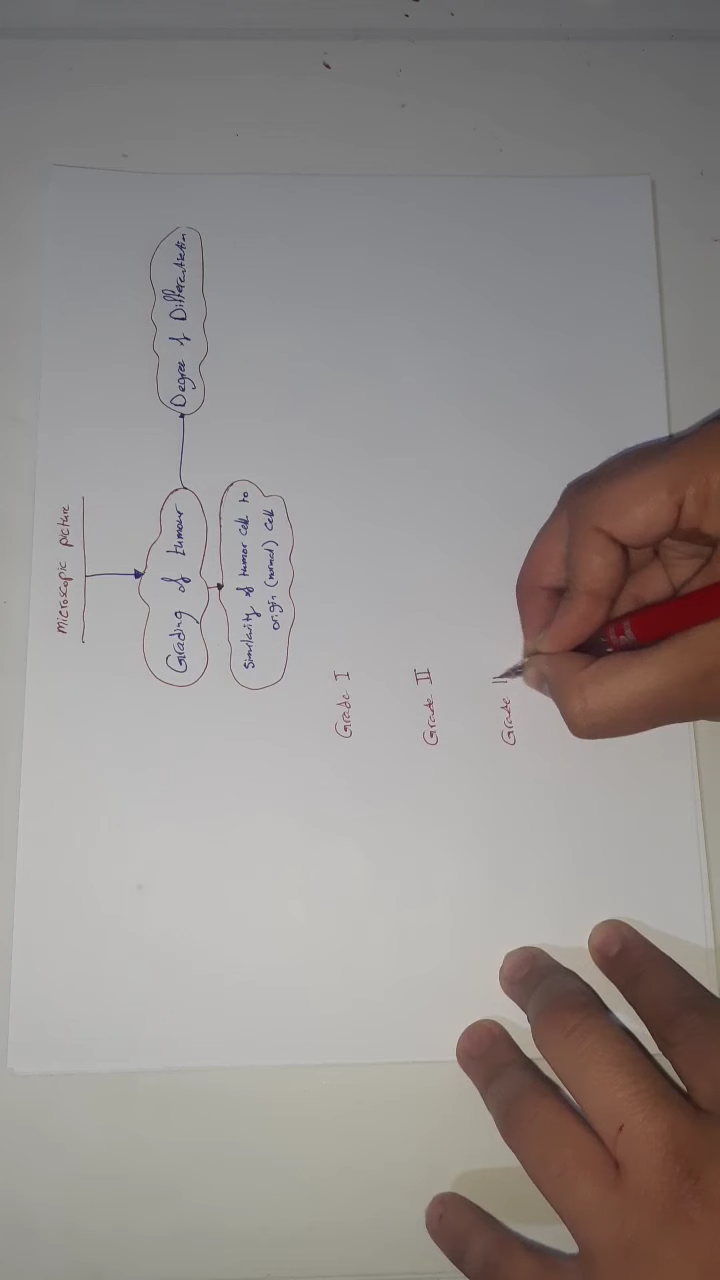 microscopic picture
Grading of tumour
Degree of Differentiation
Similarity of tumor cell to
origin (normal) cell
Grade I
Grade II
Grade II